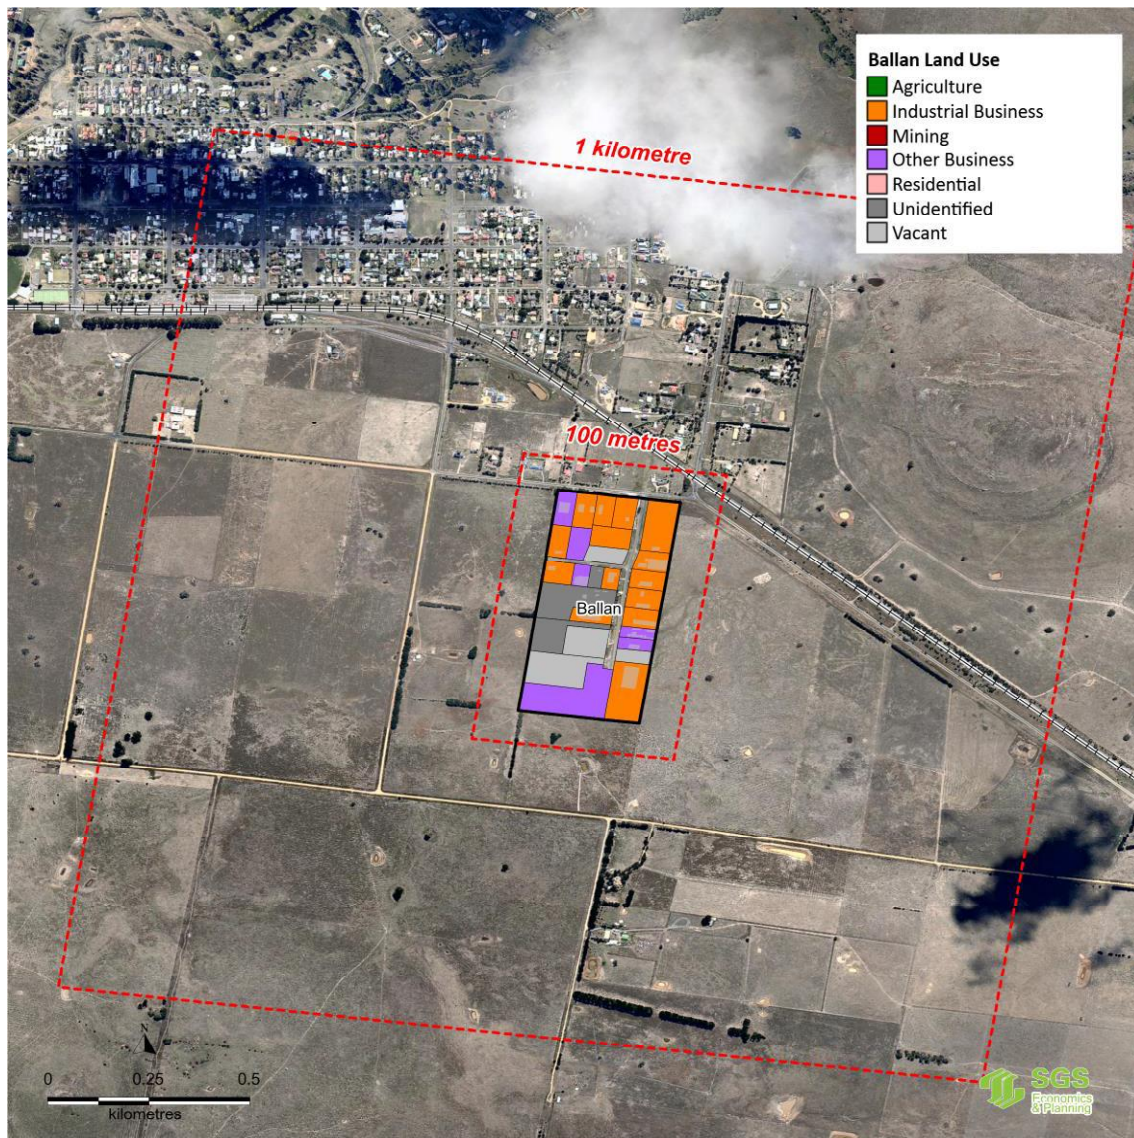 Ballan Land Use
Agriculture
Industrial Business
Mining
Other Business
Residential
Unidentified
Vacant
1 kilometre
100 metres
Ballan
N
0 0.25 0.5
kilometres
SGS
Economics
& Planning